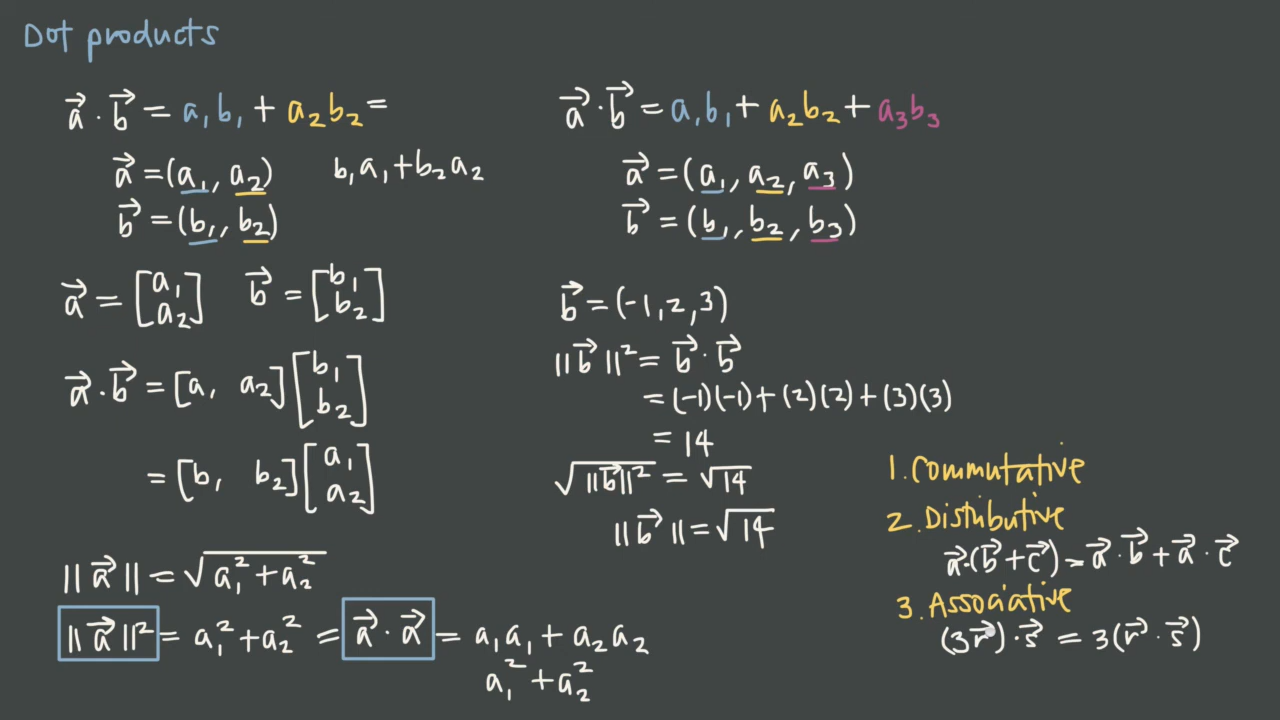 Dot products
a⃗ · b⃗ = a₁b₁ + a₂b₂ =
a⃗ = (a₁, a₂) b₁a₁ + b₂a₂
b⃗ = (b₁, b₂)
a⃗ = [a₁ a₂] b⃗ = [b₁ b₂]
a⃗ · b⃗ = [a₁ a₂][b₁ b₂]
= [b₁ b₂][a₁ a₂]
||a⃗|| = √(a₁² + a₂²)
||a⃗||² = a₁² + a₂² = a⃗ · a⃗ = a₁a₁ + a₂a₂
a₁² + a₂²
a⃗ · b⃗ = a₁b₁ + a₂b₂ + a₃b₃
a⃗ = (a₁, a₂, a₃)
b⃗ = (b₁, b₂, b₃)
b⃗ = (-1, 2, 3)
||b⃗||² = b⃗ · b⃗
= (-1)(-1) + (2)(2) + (3)(3)
= 14
√||b⃗||² = √14
||b⃗|| = √14
1. Commutative
2. Distributive
a⃗·(b⃗ + c⃗) = a⃗ · b⃗ + a⃗ · c⃗
3. Associative
(3r⃗) · s⃗ = 3(r⃗ · s⃗)